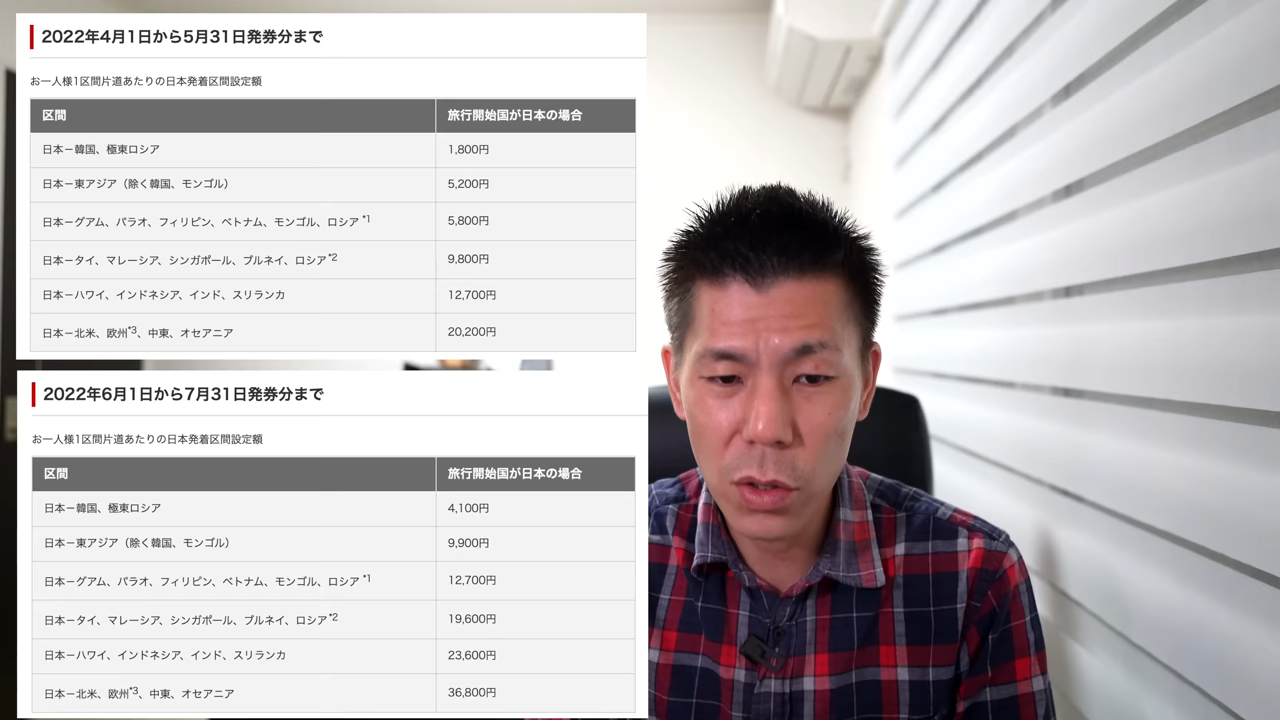 2022年4月1日から5月31日発券分まで
お一人様1区間片道あたりの日本発着区間設定額
区間 旅行開始国が日本の場合
日本－韓国、極東ロシア 1,800円
日本－東アジア（除く韓国、モンゴル） 5,200円
日本－グアム、パラオ、フィリピン、ベトナム、モンゴル、ロシア *1 5,800円
日本－タイ、マレーシア、シンガポール、ブルネイ、ロシア*2 9,800円
日本－ハワイ、インドネシア、インド、スリランカ 12,700円
日本－北米、欧州*3、中東、オセアニア 20,200円
2022年6月1日から7月31日発券分まで
お一人様1区間片道あたりの日本発着区間設定額
区間 旅行開始国が日本の場合
日本－韓国、極東ロシア 4,100円
日本－東アジア（除く韓国、モンゴル） 9,900円
日本－グアム、パラオ、フィリピン、ベトナム、モンゴル、ロシア *1 12,700円
日本－タイ、マレーシア、シンガポール、ブルネイ、ロシア*2 19,600円
日本－ハワイ、インドネシア、インド、スリランカ 23,600円
日本－北米、欧州*3、中東、オセアニア 36,800円